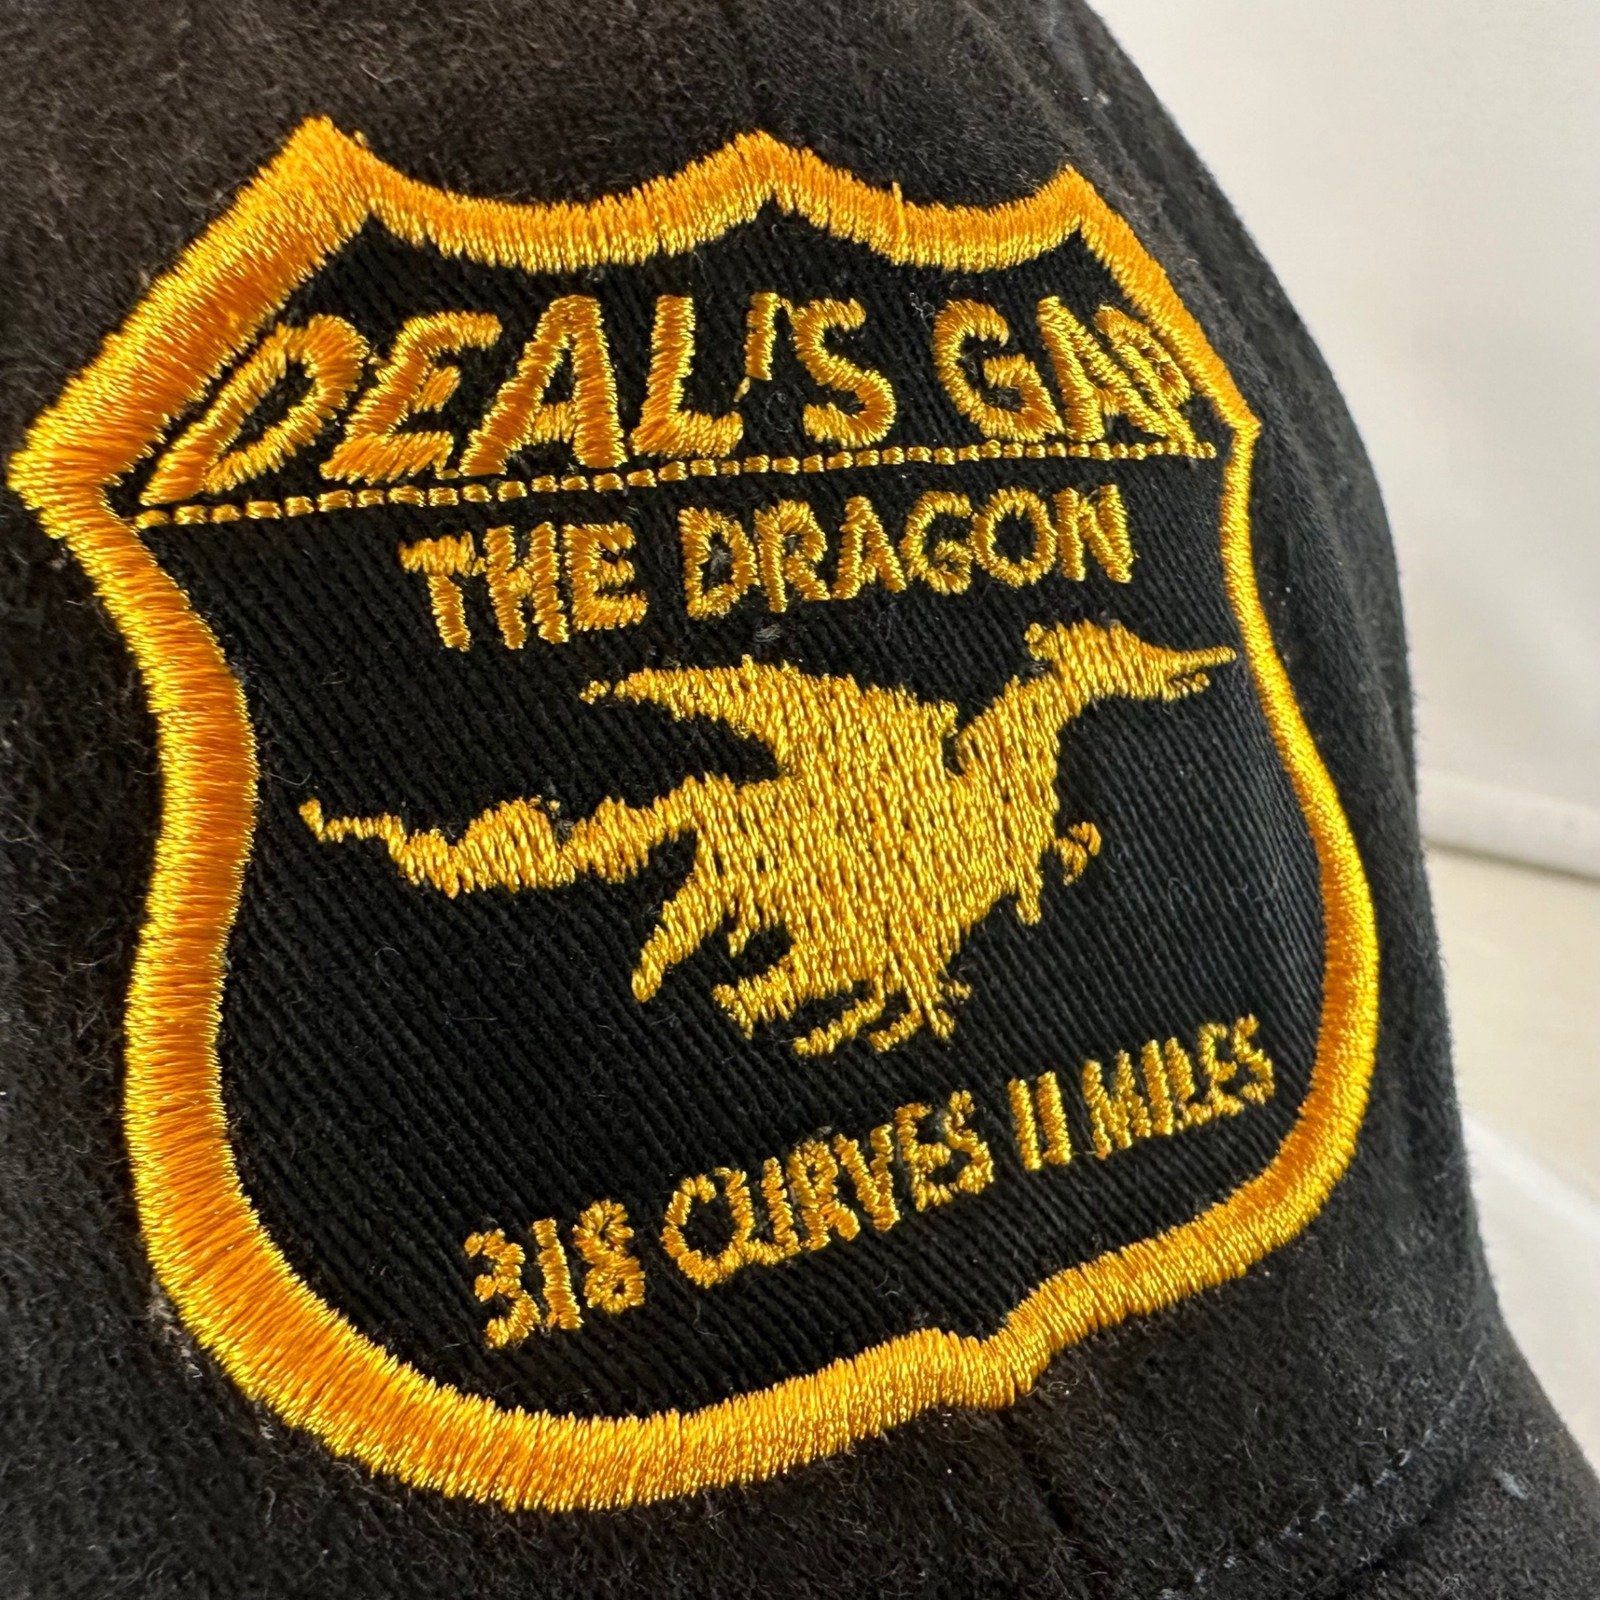 DEAL'S GAP
THE DRAGON
318 CURVES 11 MILES